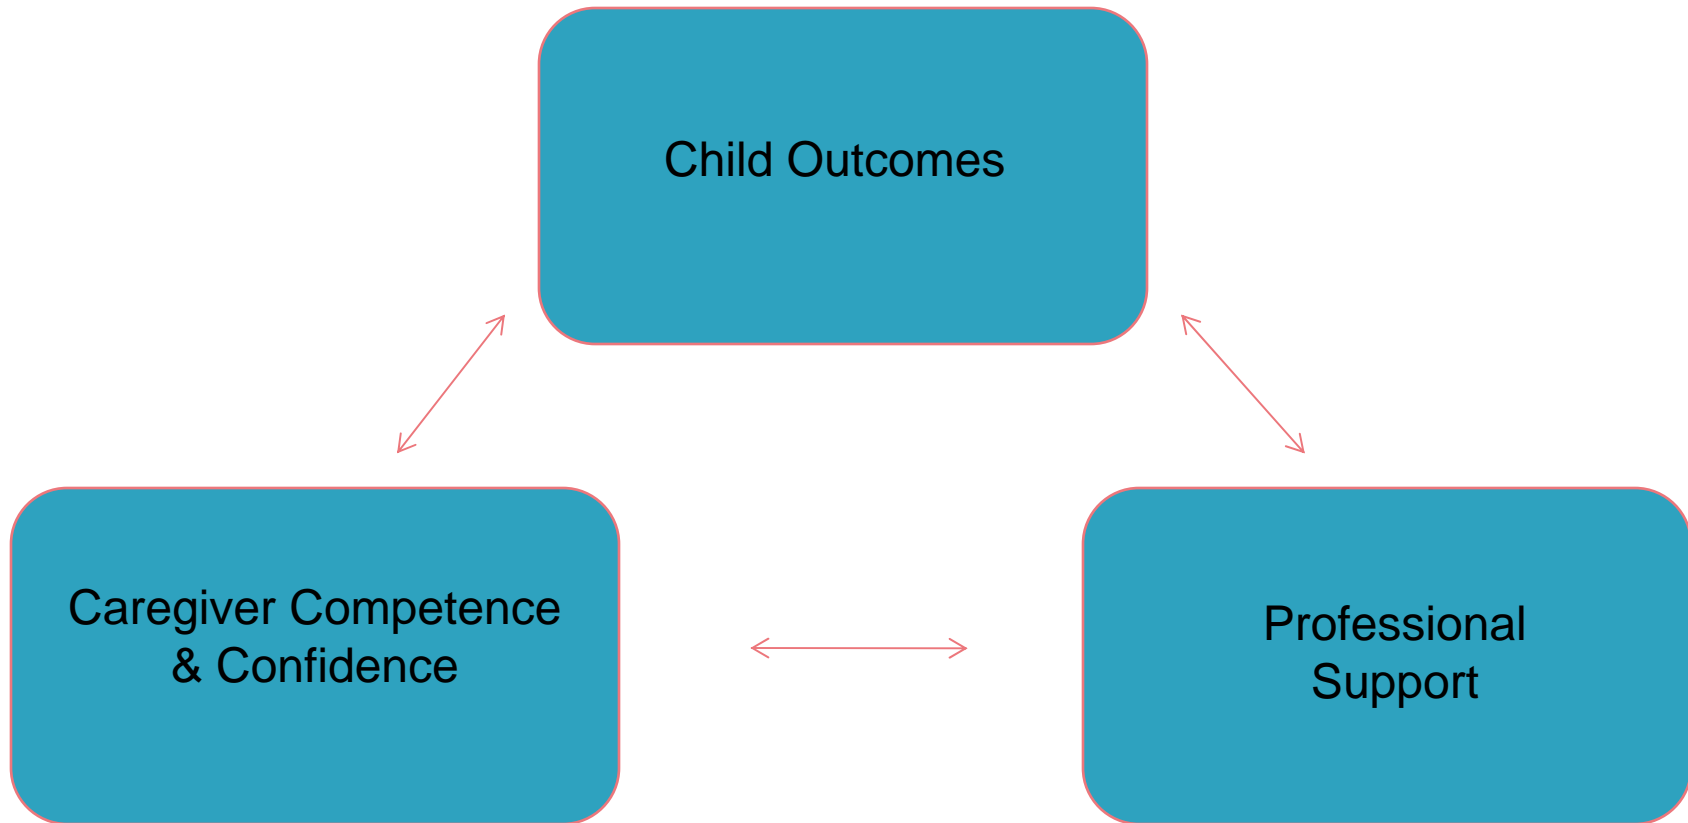 Child Outcomes
Caregiver Competence
& Confidence
Professional
Support